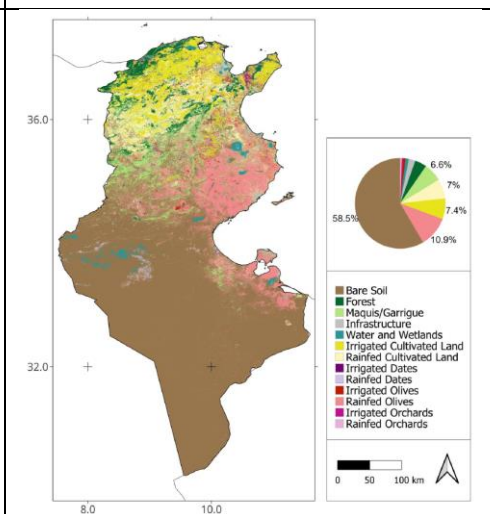 36.0
32.0
8.0
10.0
6.6%
7%
7.4%
10.9%
58.5%
Bare Soil
Forest
Maquis/Garrigue
Infrastructure
Water and Wetlands
Irrigated Cultivated Land
Rainfed Cultivated Land
Irrigated Dates
Rainfed Dates
Irrigated Olives
Rainfed Olives
Irrigated Orchards
Rainfed Orchards
0 50 100 km